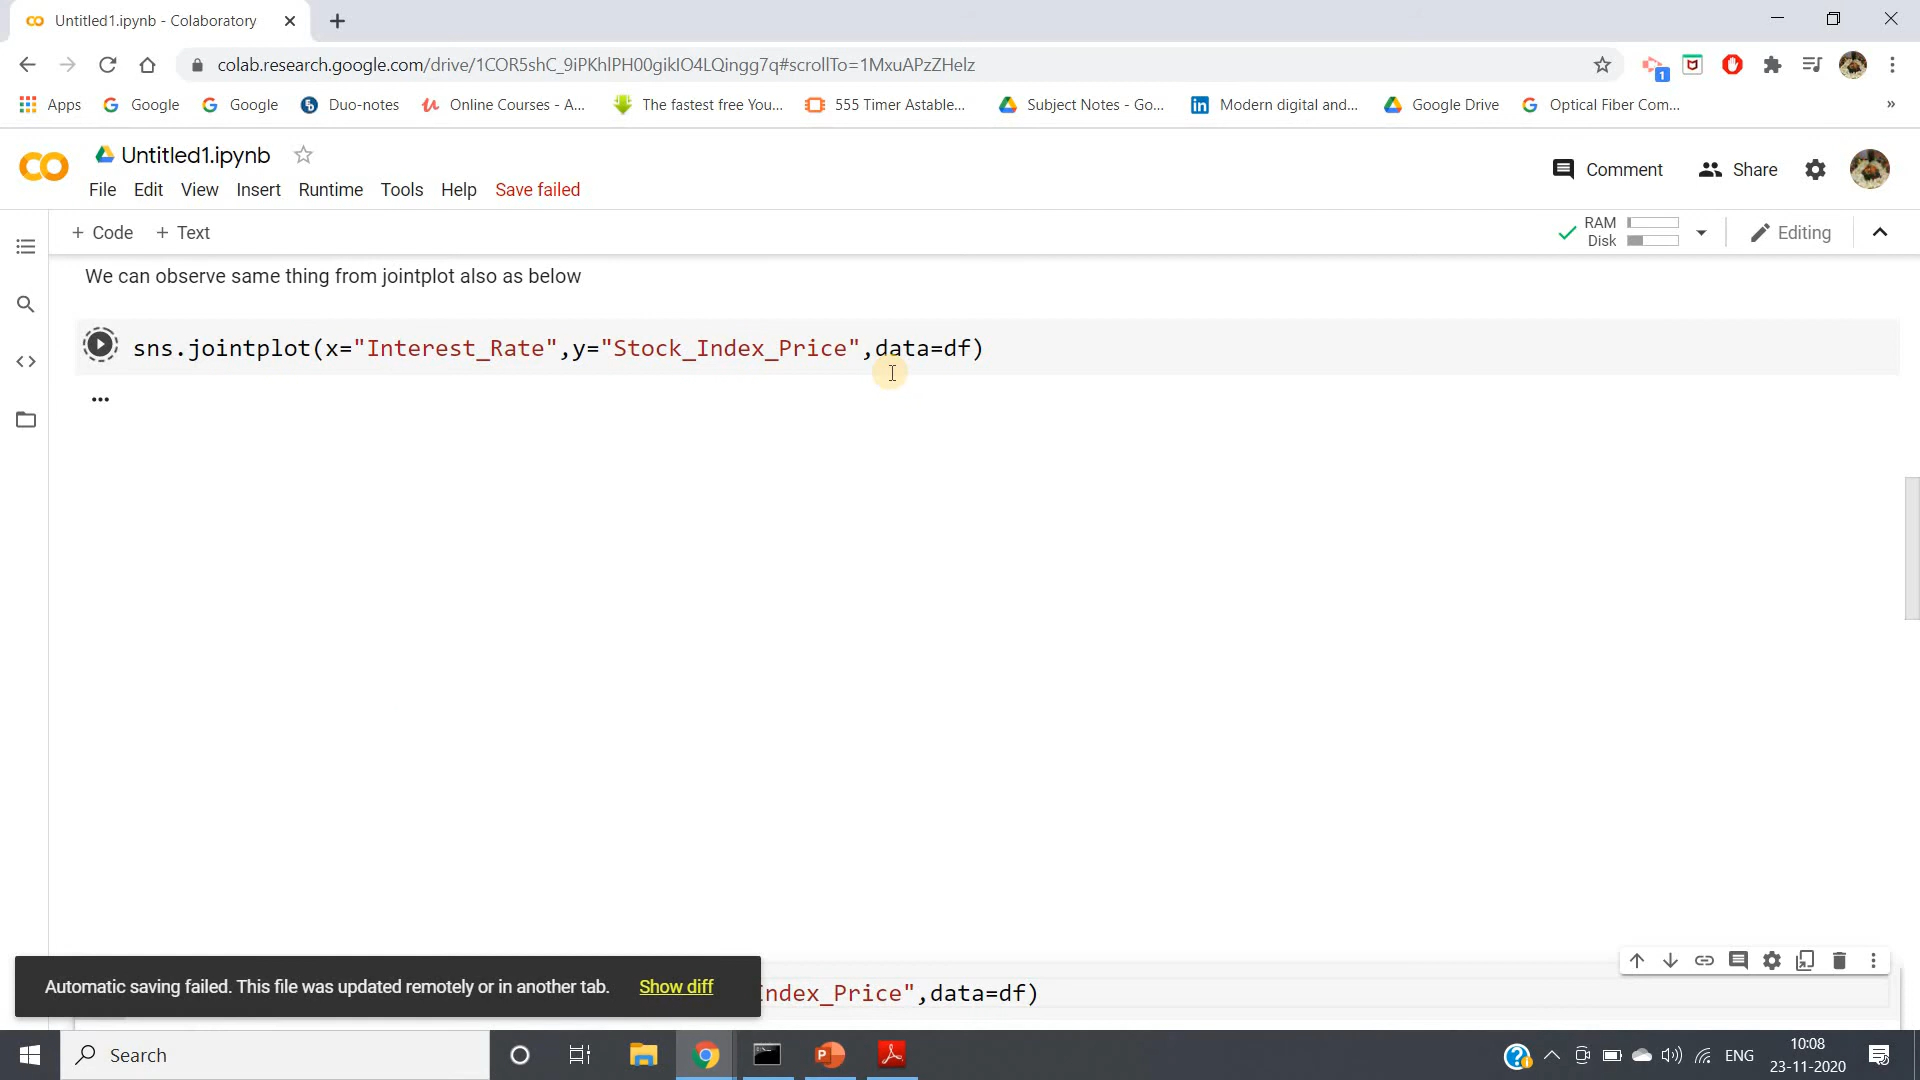 Untitled1.ipynb - Colaboratory
colab.research.google.com/drive/1COR5shC_9iPKhlPH00gikIO4LQingg7q#scrollTo=1MxuAPzZHelz
1
Apps Google Google Duo-notes Online Courses - A... The fastest free You... 555 Timer Astable... Subject Notes - Go... Modern digital and... Google Drive Optical Fiber Com... »
Untitled1.ipynb
Comment Share
File Edit View Insert Runtime Tools Help Save failed
+ Code + Text
RAM
Disk
Editing
We can observe same thing from jointplot also as below
sns.jointplot(x="Interest_Rate",y="Stock_Index_Price",data=df)
Automatic saving failed. This file was updated remotely or in another tab. Show diff
Index_Price",data=df)
Search
ENG
10:08
23-11-2020